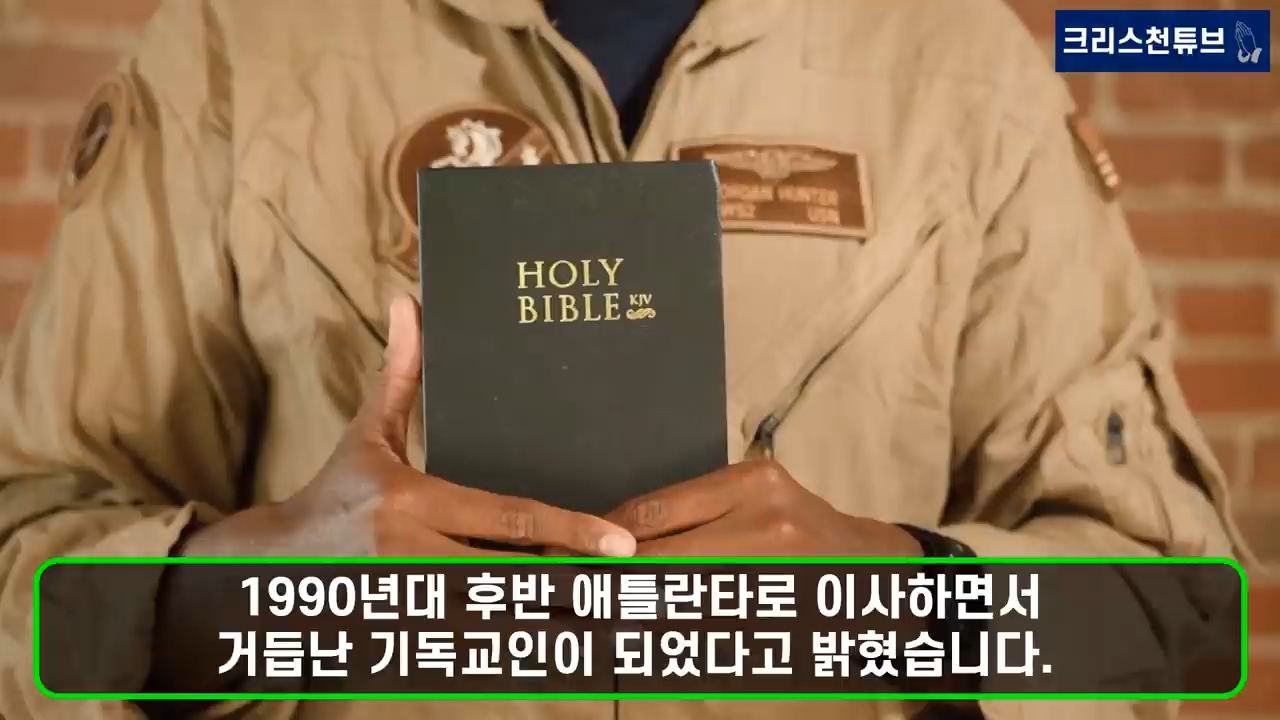 크리스천튜브
HOLY
BIBLE KJV
HUNTER
USN
1990년대 후반 애틀란타로 이사하면서
거듭난 기독교인이 되었다고 밝혔습니다.